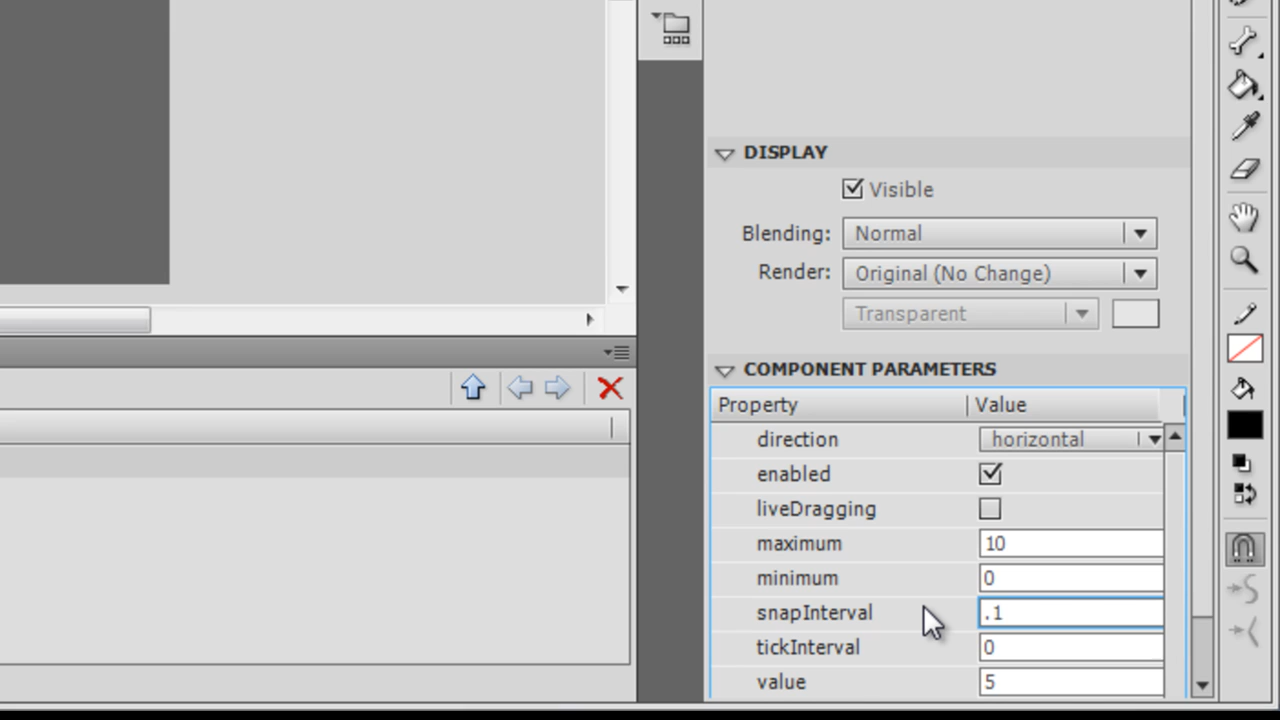 DISPLAY
Visible
Blending: Normal
Render: Original (No Change)
Transparent
COMPONENT PARAMETERS
Property Value
direction horizontal
enabled
liveDragging
maximum 10
minimum 0
snapInterval .1
tickInterval 0
value 5